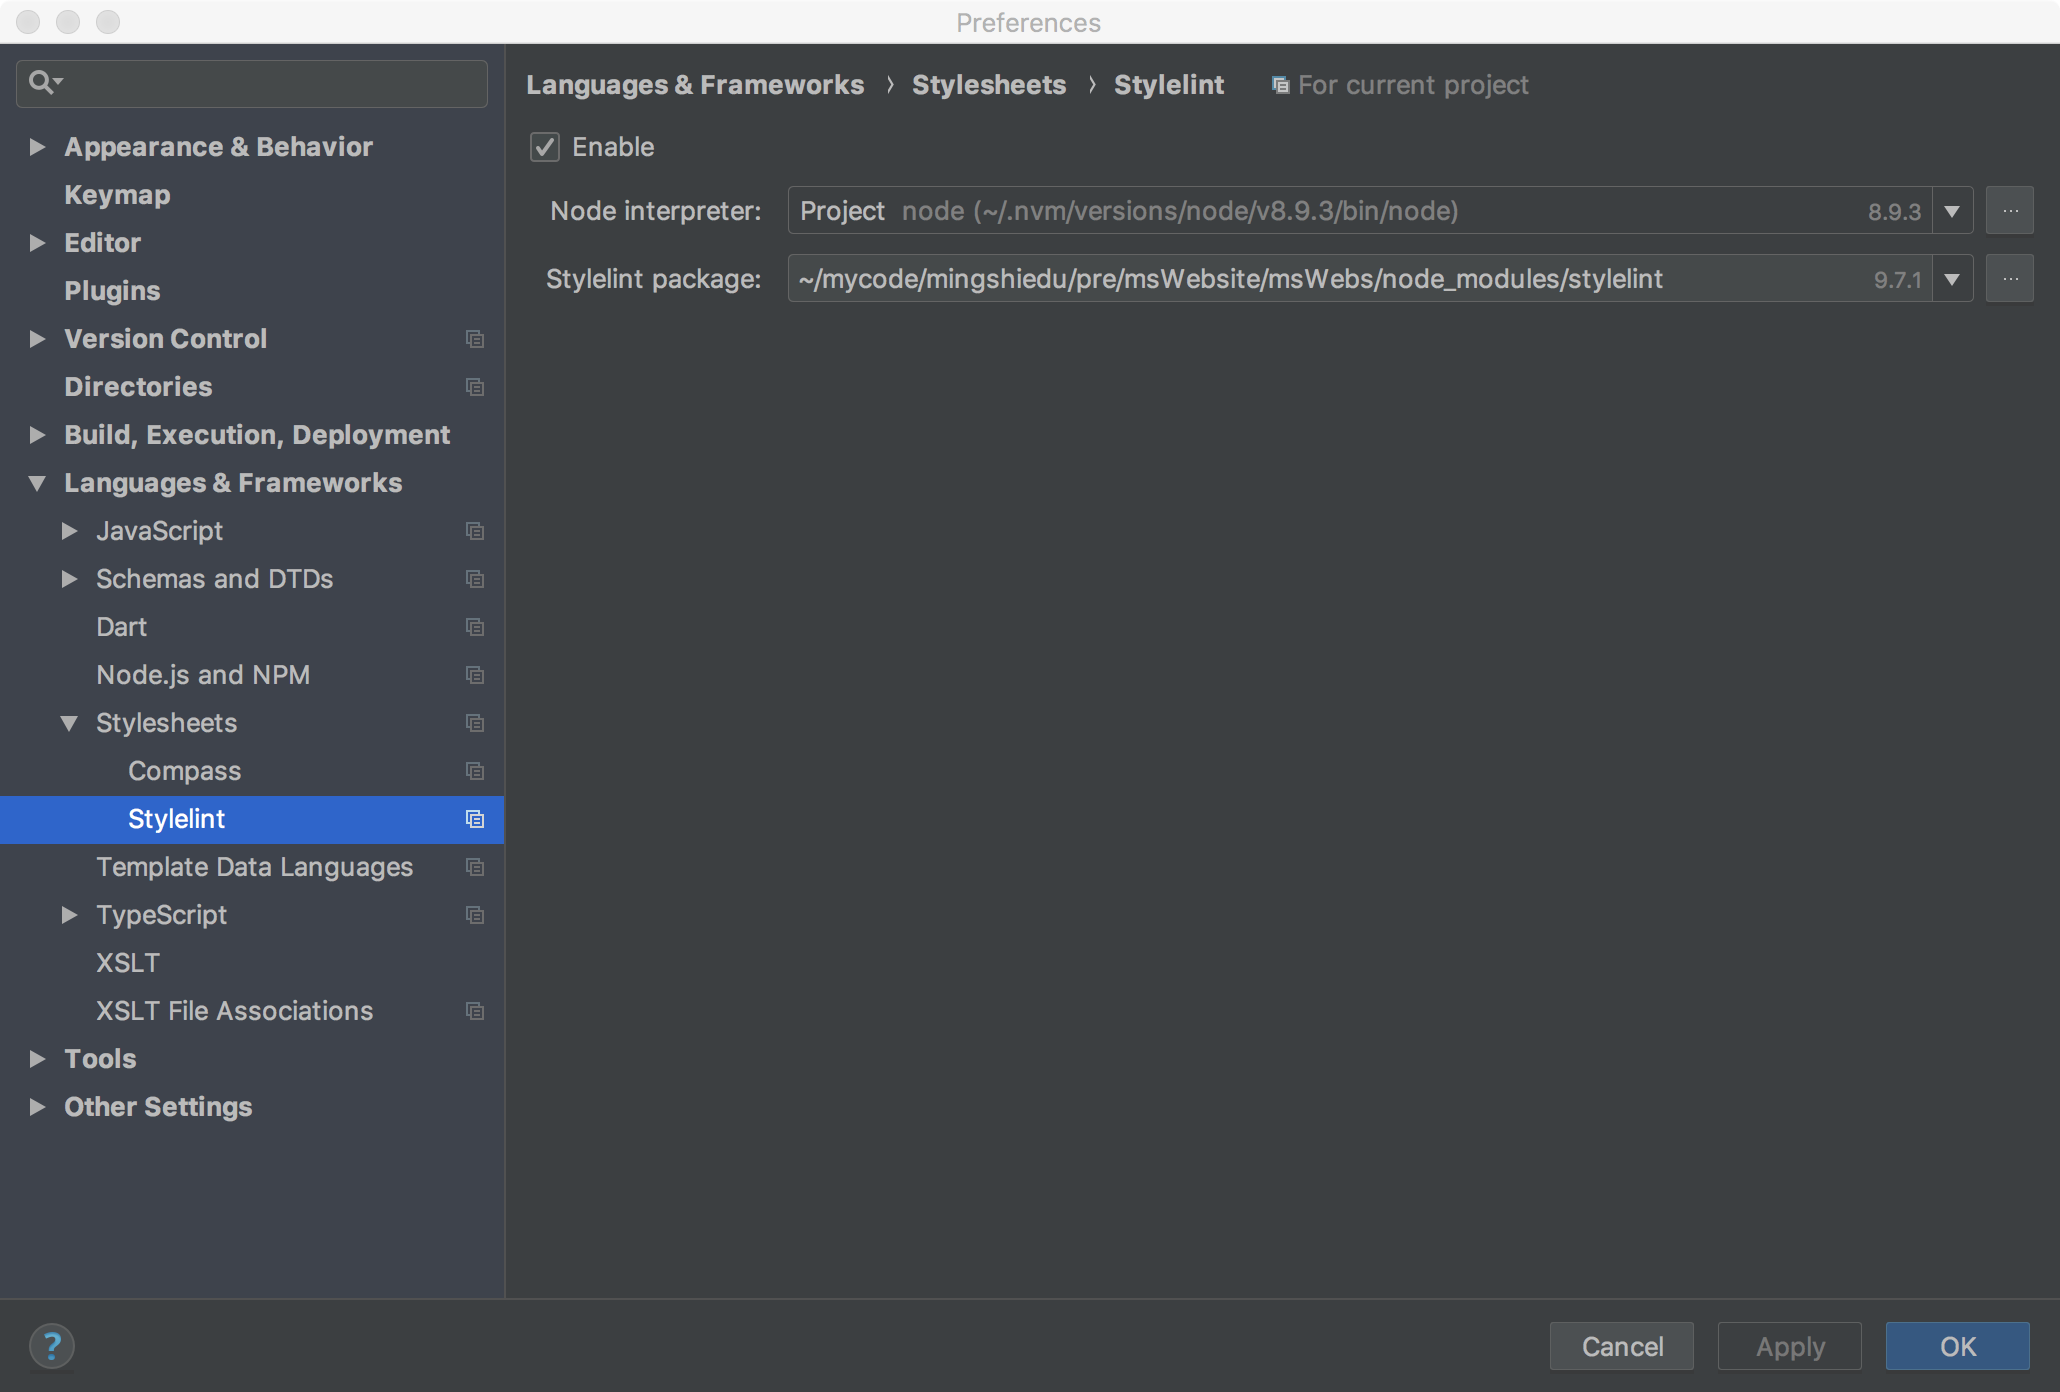 Preferences
Languages & Frameworks › Stylesheets › Stylelint For current project
Appearance & Behavior
Keymap
Editor
Plugins
Version Control
Directories
Build, Execution, Deployment
Languages & Frameworks
JavaScript
Schemas and DTDs
Dart
Node.js and NPM
Stylesheets
Compass
Stylelint
Template Data Languages
TypeScript
XSLT
XSLT File Associations
Tools
Other Settings
Enable
Node interpreter: Project node (~/.nvm/versions/node/v8.9.3/bin/node) 8.9.3 ...
Stylelint package: ~/mycode/mingshiedu/pre/msWebsite/msWebs/node_modules/stylelint 9.7.1 ...
? Cancel Apply OK